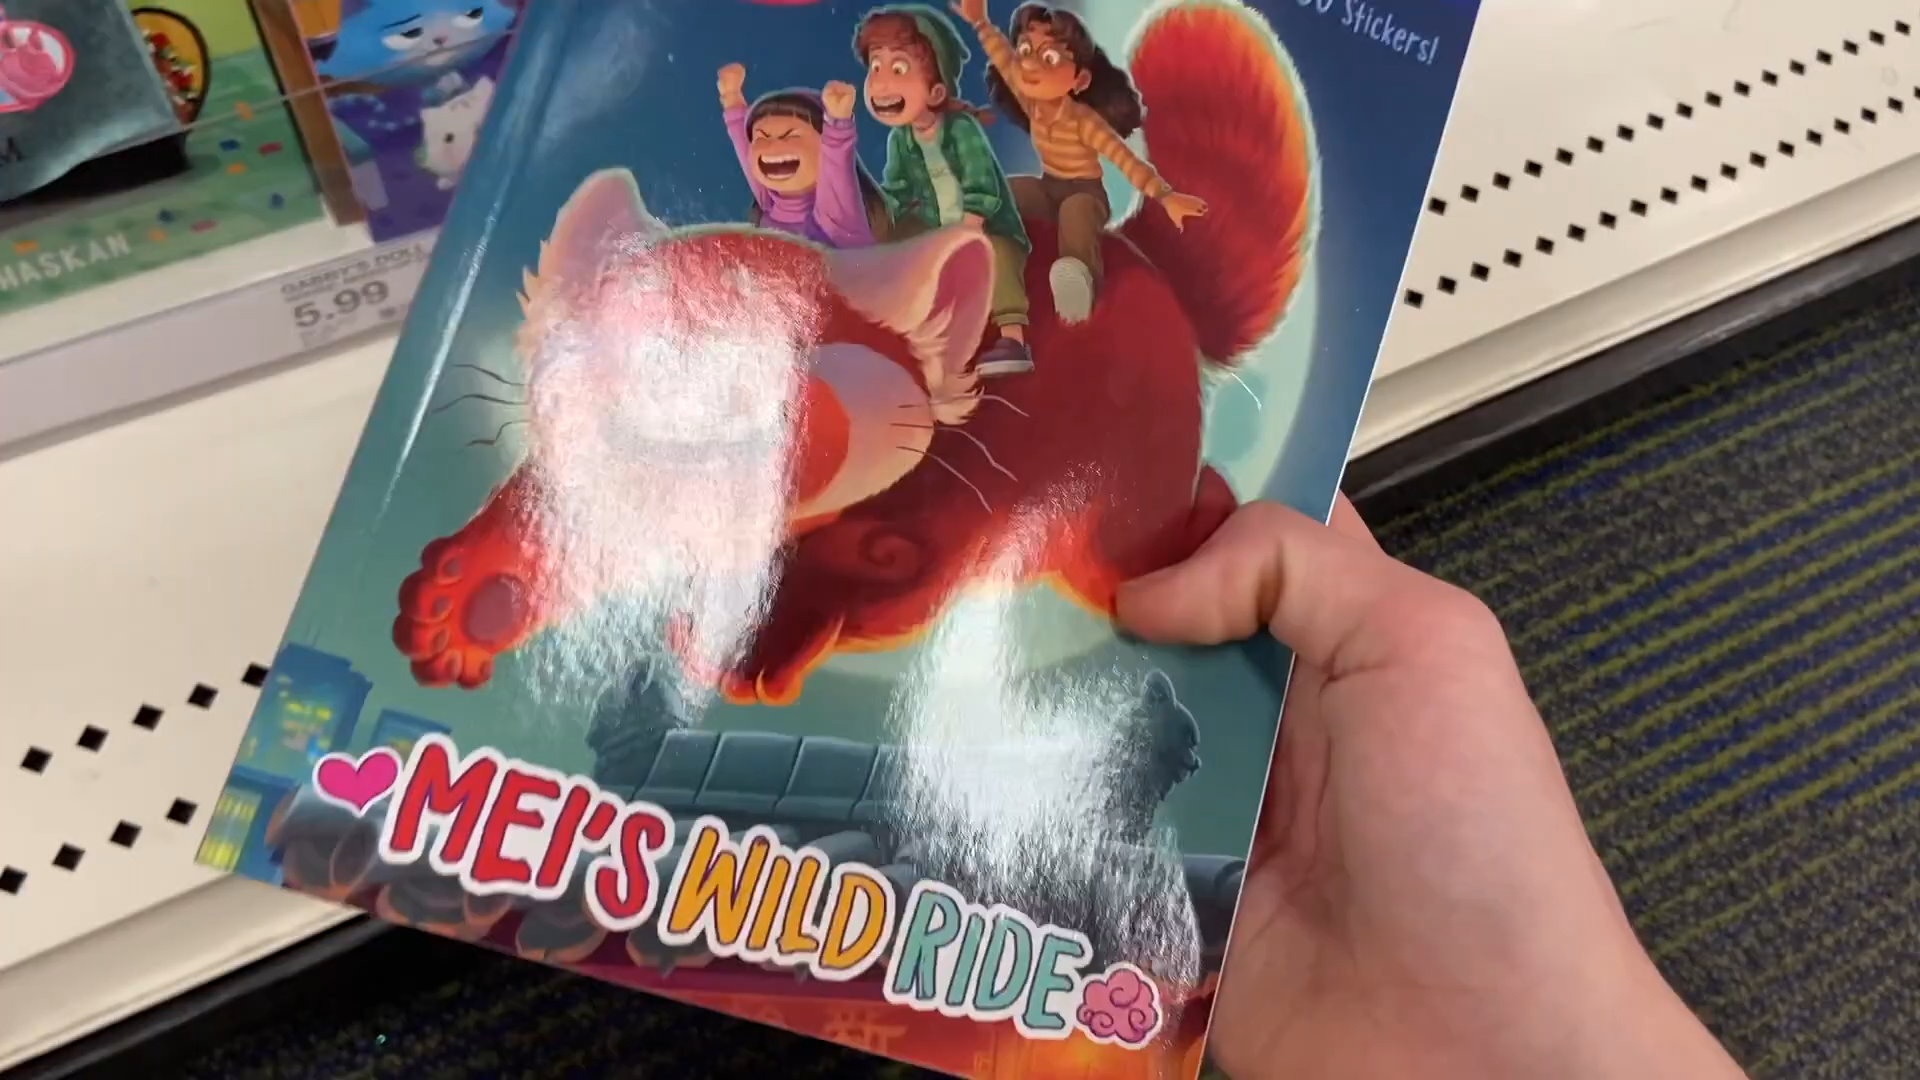 Stickers!
HASKAN
GABBY'S DOLL
5.99
MEI'S WILD RIDE